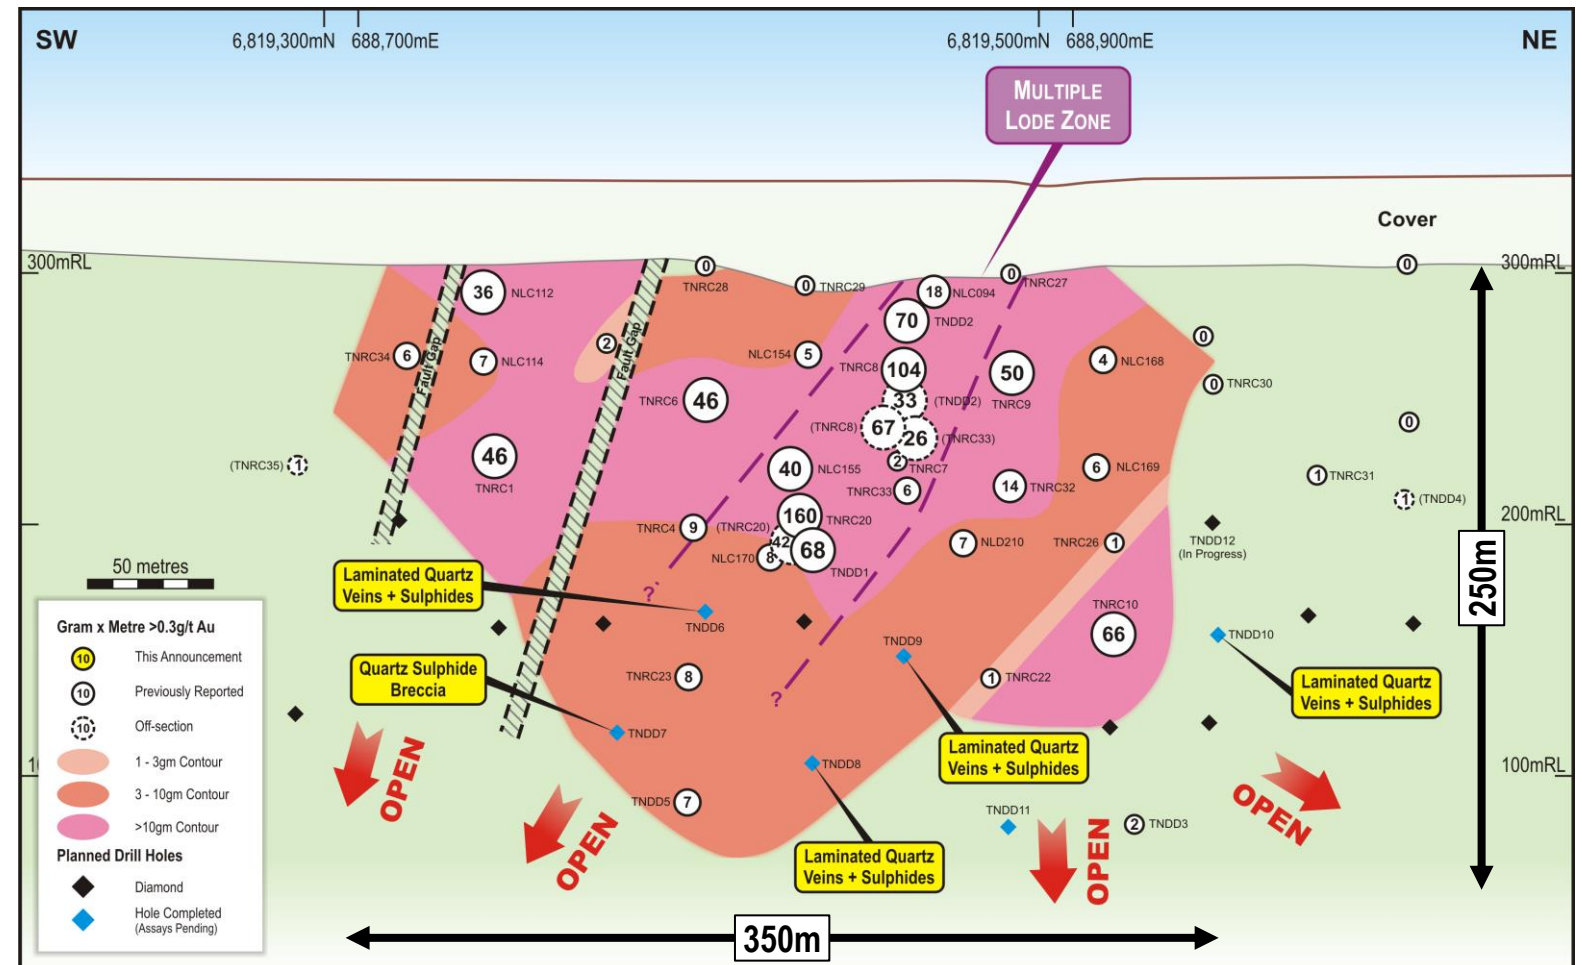 SW
6,819,300mN 688,700mE
6,819,500mN 688,900mE
NE
MULTIPLE
LODE ZONE
Cover
300mRL
300mRL
0
TNRC28
0 TNRC29
18 NLC094
0 TNRC27
0
36 NLC112
70 TNDD2
0
TNRC34 6
7 NLC114
2
NLC154 5
TNRC8 104
50
TNRC9
4 NLC168
0 TNRC30
Fault Gap
Fault Gap
TNRC6 46
33 (TNDD2)
(TNRC8) 67
26 (TNRC33)
0
(TNRC35) 1
46
TNRC1
40 NLC155
2
TNRC7
TNRC33 6
14 TNRC32
6 NLC169
1 TNRC31
1 (TNDD4)
200mRL
TNRC4 9
(TNRC20)
160 TNRC20
42
NLC170 8
68
TNDD1
7 NLD210
TNRC26 1
TNDD12
(In Progress)
50 metres
Laminated Quartz
Veins + Sulphides
?
TNDD6
TNDD9
TNRC10
66
TNDD10
250m
Quartz Sulphide
Breccia
TNRC23 8
?
1 TNRC22
Laminated Quartz
Veins + Sulphides
TNDD7
Laminated Quartz
Veins + Sulphides
TNDD8
100mRL
OPEN
OPEN
TNDD5 7
TNDD11
2 TNDD3
OPEN
OPEN
Laminated Quartz
Veins + Sulphides
350m
Gram x Metre >0.3g/t Au
10 This Announcement
10 Previously Reported
10 Off-section
1 - 3gm Contour
3 - 10gm Contour
>10gm Contour
Planned Drill Holes
Diamond
Hole Completed
(Assays Pending)